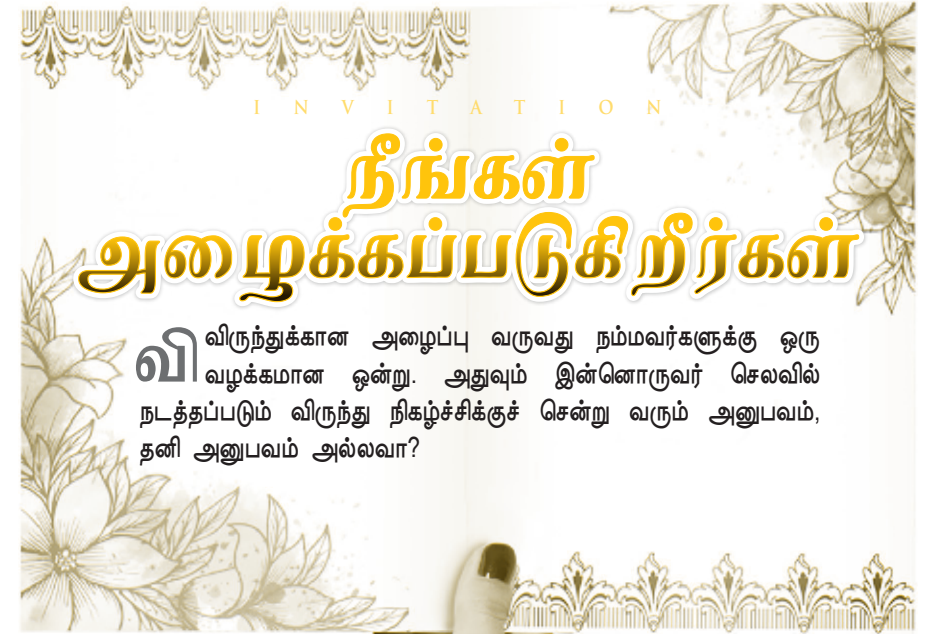 INVITATION
நீங்கள்
அழைக்கப்படுகிறீர்கள்
வி விருந்துக்கான அழைப்பு வருவது நம்மவர்களுக்கு ஒரு
வழக்கமான ஒன்று. அதுவும் இன்னொருவர் செலவில்
நடத்தப்படும் விருந்து நிகழ்ச்சிக்குச் சென்று வரும் அனுபவம்,
தனி அனுபவம் அல்லவா?